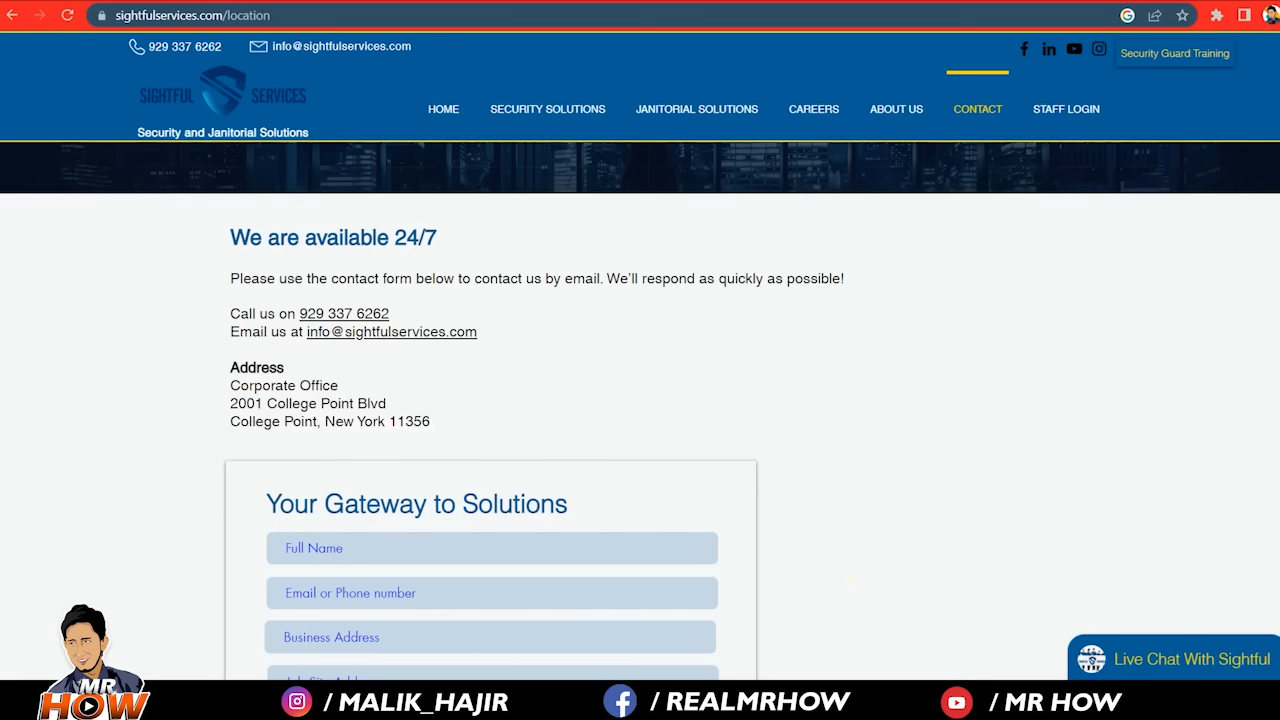 sightfulservices.com/location
929 337 6262
info@sightfulservices.com
Security Guard Training
SIGHTFUL SERVICES
Security and Janitorial Solutions
HOME
SECURITY SOLUTIONS
JANITORIAL SOLUTIONS
CAREERS
ABOUT US
CONTACT
STAFF LOGIN
We are available 24/7
Please use the contact form below to contact us by email. We'll respond as quickly as possible!
Call us on 929 337 6262
Email us at info@sightfulservices.com
Address
Corporate Office
2001 College Point Blvd
College Point, New York 11356
Your Gateway to Solutions
Full Name
Email or Phone number
Business Address
Live Chat With Sightful
MR
HOW
/ MALIK_HAJIR
/ REALMRHOW
/ MR HOW